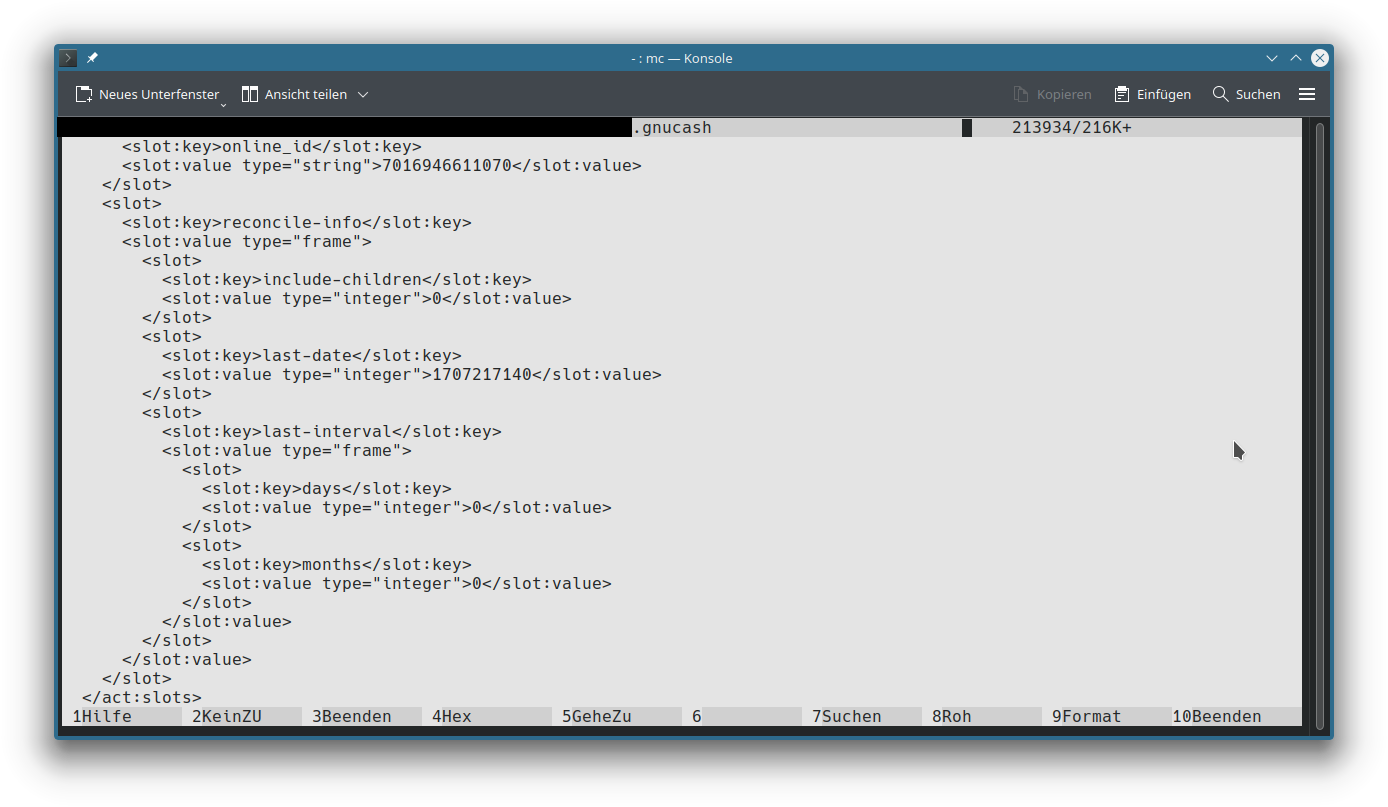 - : mc — Konsole
Neues Unterfenster Ansicht teilen Kopieren Einfügen Suchen
.gnucash 213934/216K+
<slot:key>online_id</slot:key>
<slot:value type="string">7016946611070</slot:value>
</slot>
<slot>
<slot:key>reconcile-info</slot:key>
<slot:value type="frame">
<slot>
<slot:key>include-children</slot:key>
<slot:value type="integer">0</slot:value>
</slot>
<slot>
<slot:key>last-date</slot:key>
<slot:value type="integer">1707217140</slot:value>
</slot>
<slot>
<slot:key>last-interval</slot:key>
<slot:value type="frame">
<slot>
<slot:key>days</slot:key>
<slot:value type="integer">0</slot:value>
</slot>
<slot>
<slot:key>months</slot:key>
<slot:value type="integer">0</slot:value>
</slot>
</slot:value>
</slot>
</slot:value>
</slot>
</act:slots>
1Hilfe 2KeinZU 3Beenden 4Hex 5GeheZu 6 7Suchen 8Roh 9Format 10Beenden